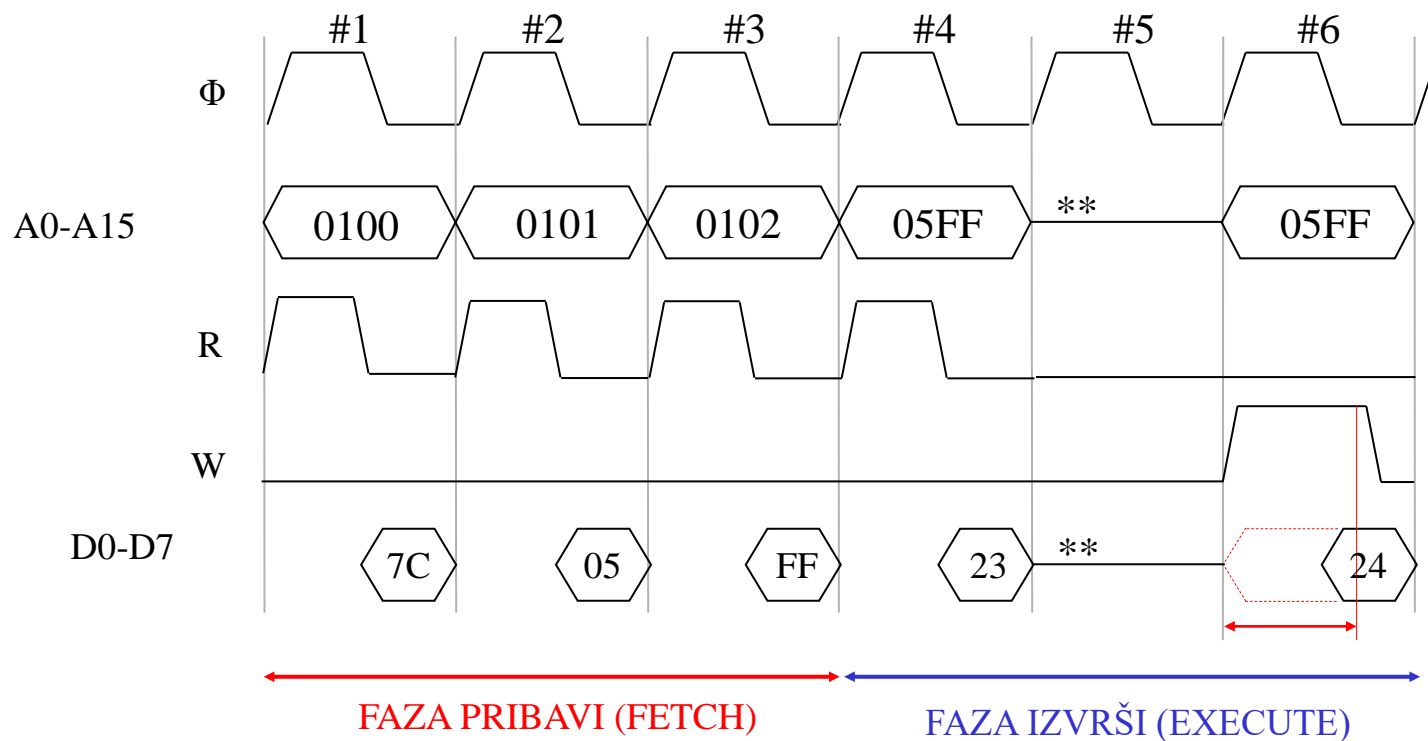 #1 #2 #3 #4 #5 #6
Φ
A0-A15 0100 0101 0102 05FF ** 05FF
R
W
D0-D7 7C 05 FF 23 ** 24
FAZA PRIBAVI (FETCH) FAZA IZVRŠI (EXECUTE)